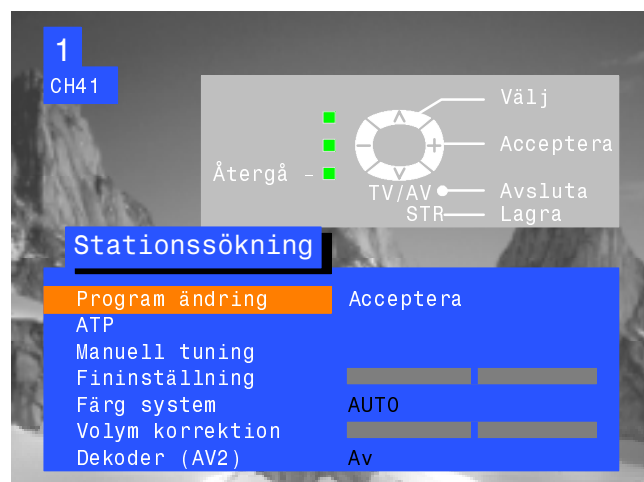 1
CH41
Välj
Acceptera
Återgå –
TV/AV Avsluta
STR Lagra
Stationssökning
Program ändring Acceptera
ATP
Manuell tuning
Fininställning
Färg system AUTO
Volym korrektion
Dekoder (AV2) Av